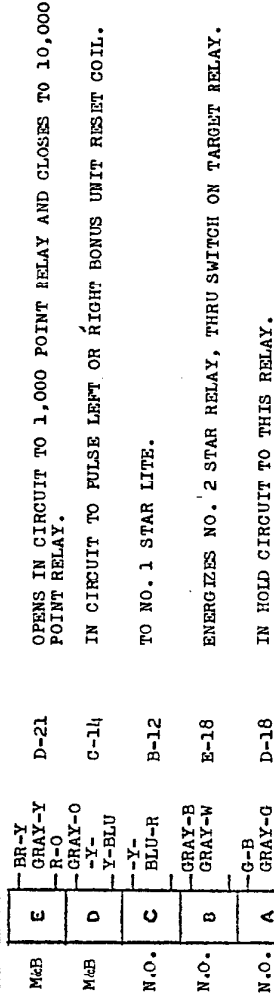 BR-Y
M&B E GRAY-Y D-21 OPENS IN CIRCUIT TO 1,000 POINT RELAY AND CLOSES TO 10,000
R-O POINT RELAY.
GRAY-O
M&B D -Y- C-14 IN CIRCUIT TO PULSE LEFT OR RIGHT BONUS UNIT RESET COIL.
Y-BLU
-Y-
N.O. C BLU-R B-12 TO NO. 1 STAR LITE.
GRAY-B
N.O. B GRAY-W E-18 ENERGIZES NO. 2 STAR RELAY, THRU SWITCH ON TARGET RELAY.
G-B
N.O. A GRAY-G D-18 IN HOLD CIRCUIT TO THIS RELAY.